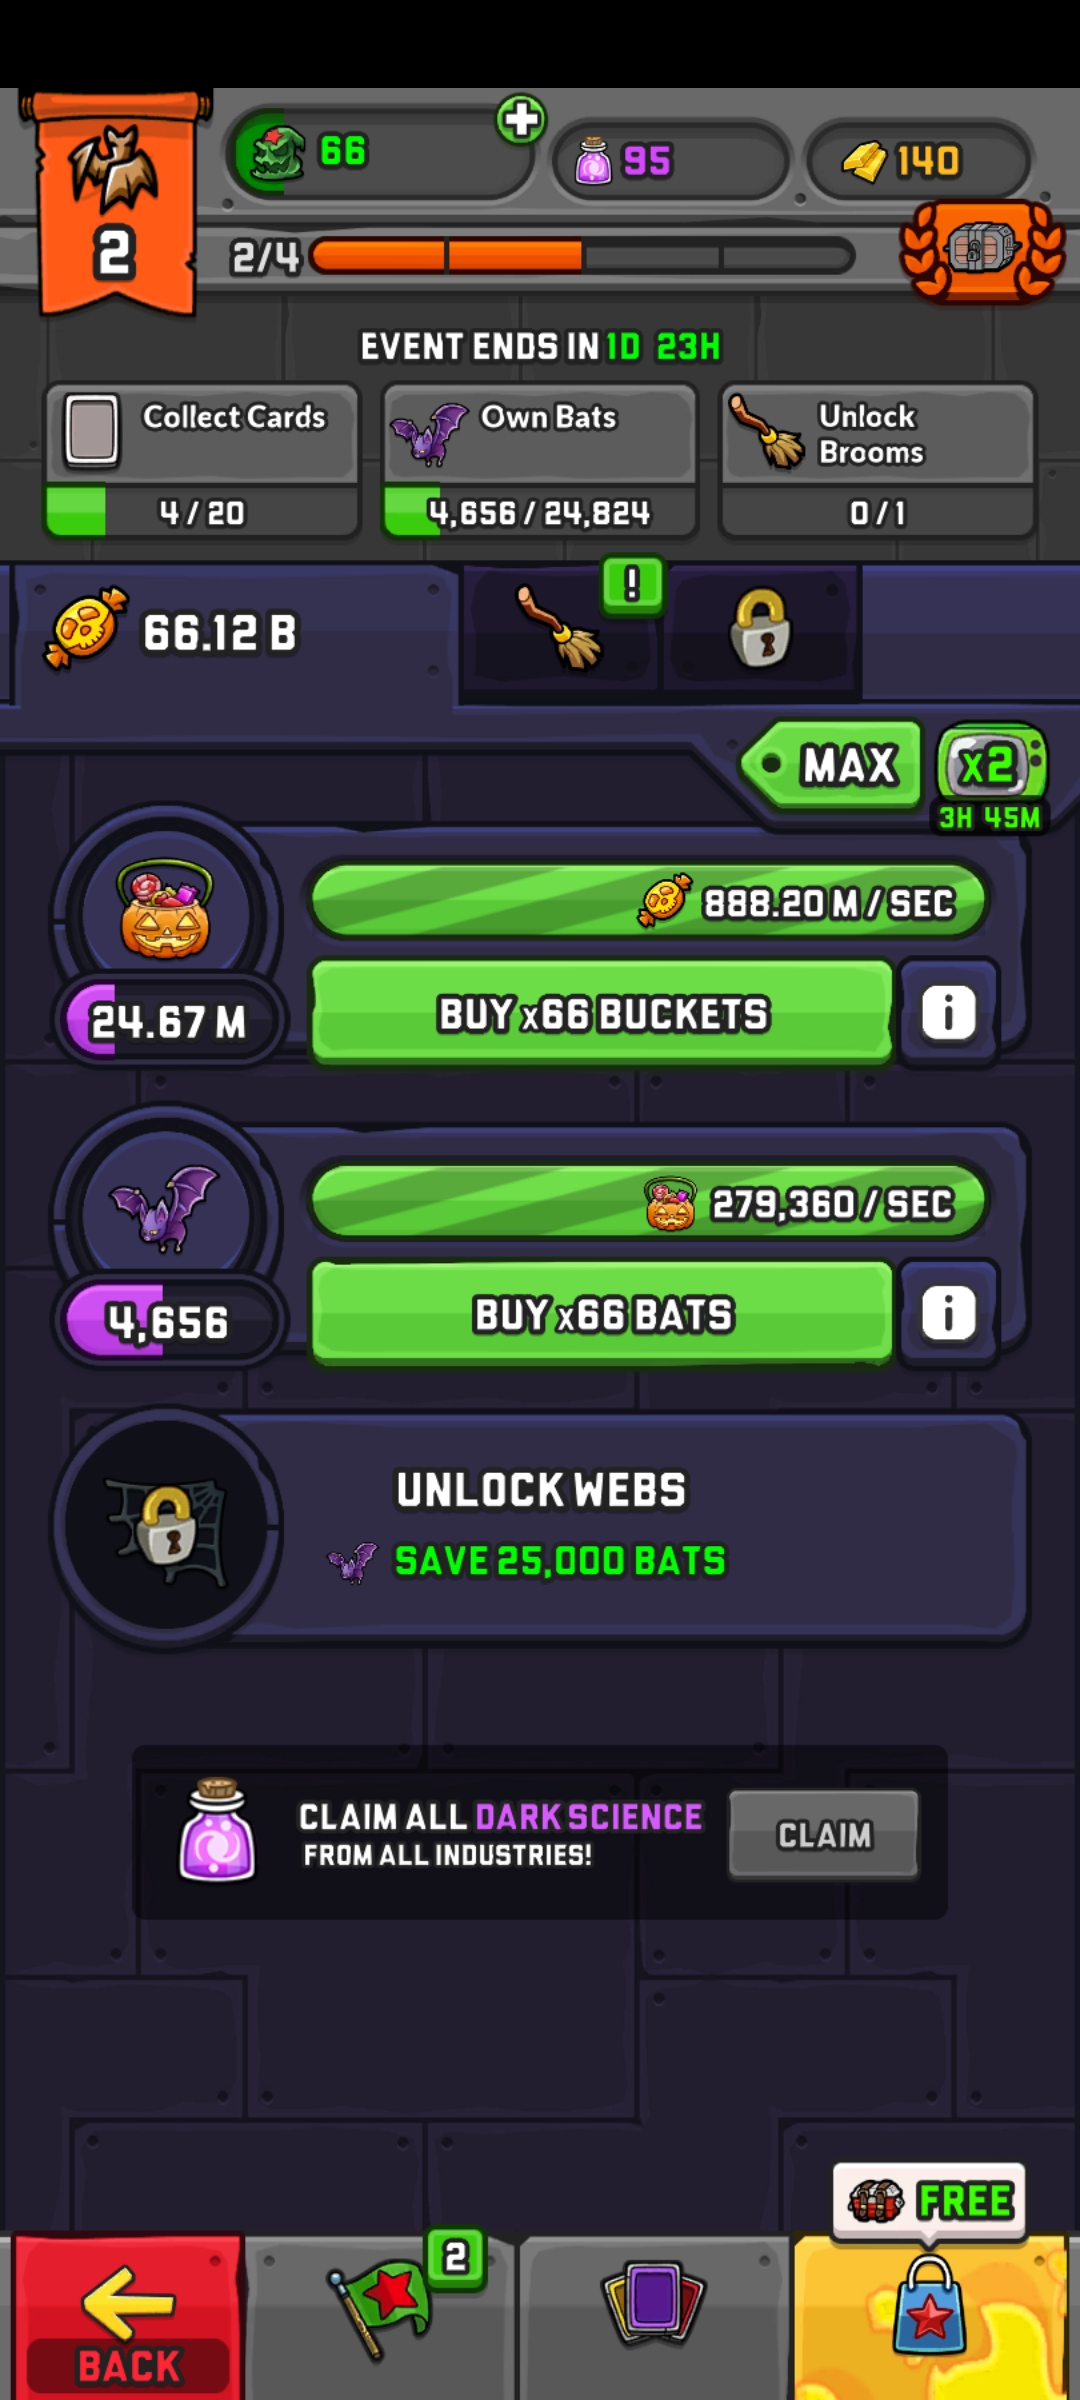 2
66
95
140
2/4
EVENT ENDS IN 1D 23H
Collect Cards
4 / 20
Own Bats
4,656 / 24,824
Unlock
Brooms
0 / 1
66.12 B
!
MAX
x2
3H 45M
888.20 M / SEC
24.67 M
BUY x66 BUCKETS
i
279,360 / SEC
4,656
BUY x66 BATS
i
UNLOCK WEBS
SAVE 25,000 BATS
CLAIM ALL DARK SCIENCE
FROM ALL INDUSTRIES!
CLAIM
FREE
2
BACK